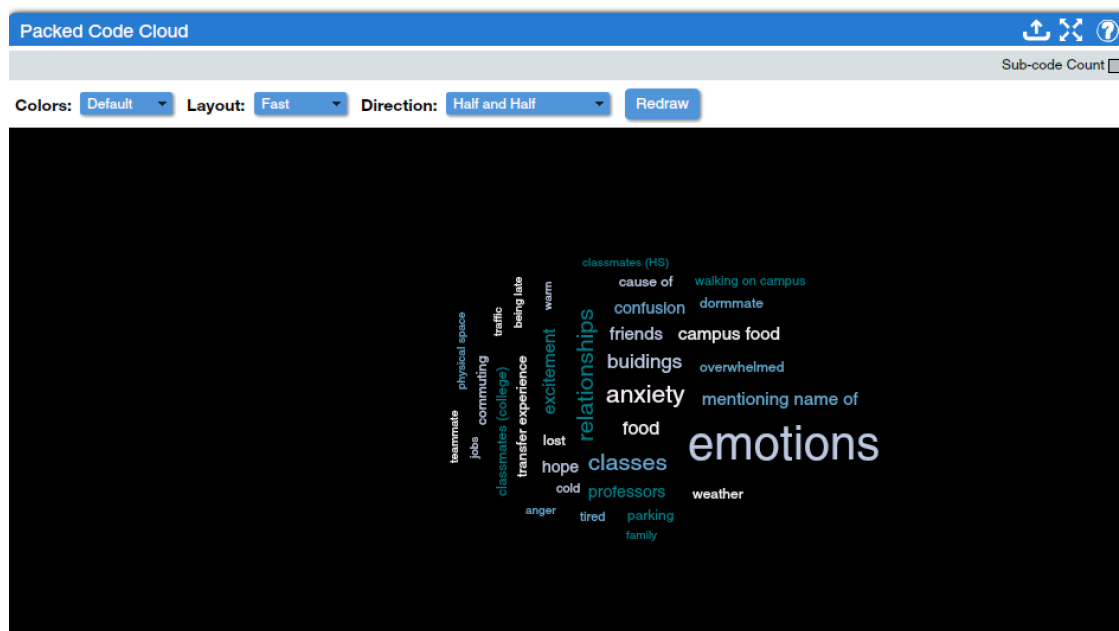 Packed Code Cloud
Sub-code Count
Colors: Default Layout: Fast Direction: Half and Half Redraw
classmates (HS)
cause of
walking on campus
confusion
dormmate
friends
campus food
buidings
overwhelmed
anxiety
mentioning name of
food
emotions
classes
professors
weather
parking
family
tired
anger
cold
hope
lost
relationships
excitement
warm
being late
traffic
transfer experience
classmates (college)
commuting
jobs
physical space
teammate